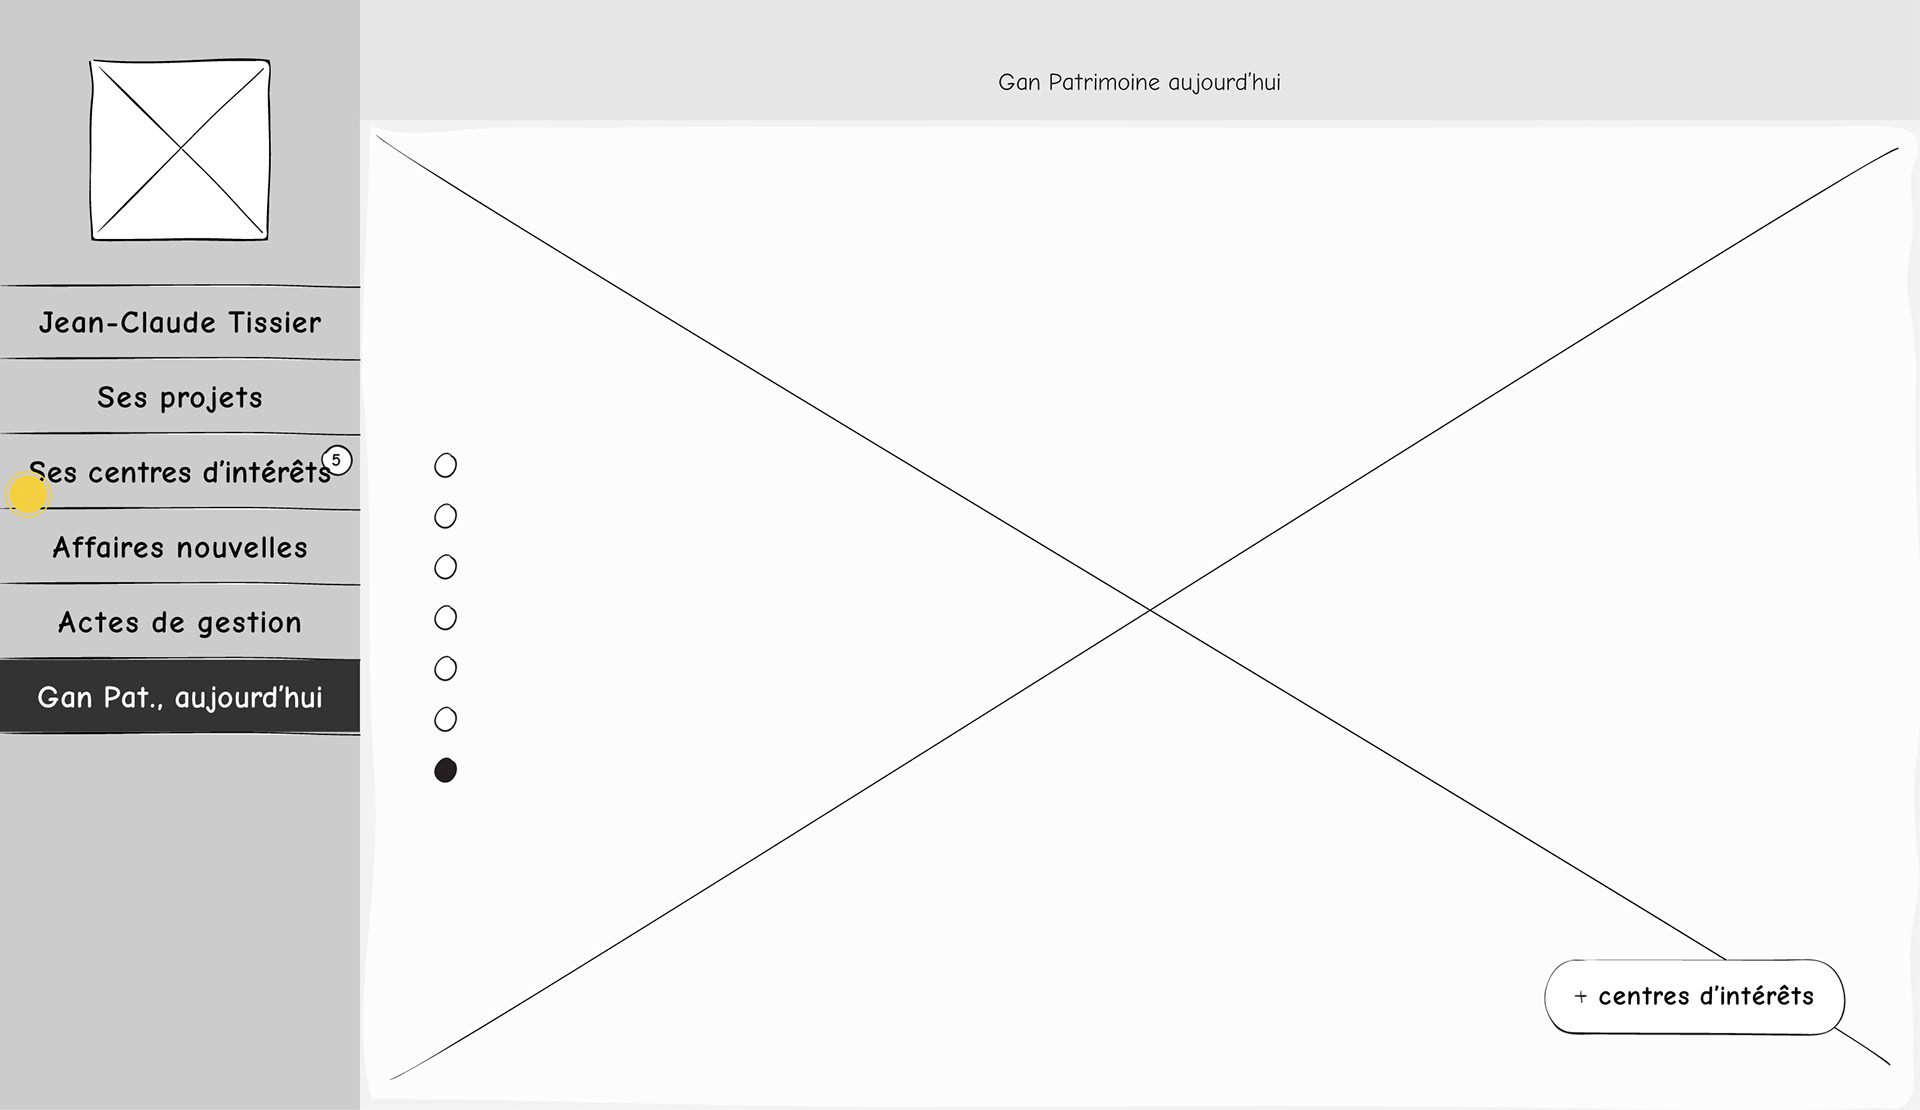 Gan Patrimoine aujourd'hui
Jean-Claude Tissier
Ses projets
Ses centres d'intérêts
5
Affaires nouvelles
Actes de gestion
Gan Pat., aujourd'hui
+ centres d'intérêts